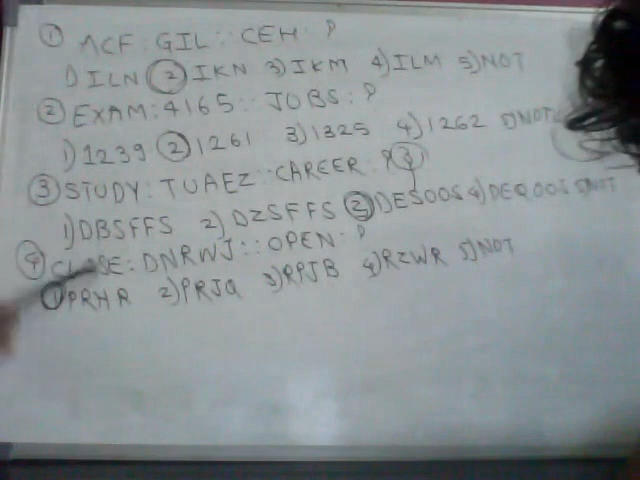 ① ACF : GIL :: CEH : ?
1) ILN ② IKN 3) IKM 4) ILM 5) NOT
② EXAM : 4165 :: JOBS : ?
1) 1239 ② 1261 3) 1325 4) 1262 5) NOT
③ STUDY : TUAEZ :: CAREER : ? ③
1) DBSFFS 2) DZSFFS ③ DESOOS 4) DEQOOS 5) NOT
④ CLOSE : DNRWJ :: OPEN : ?
① PRHR 2) PRJQ 3) RPJB 4) RZWR 5) NOT